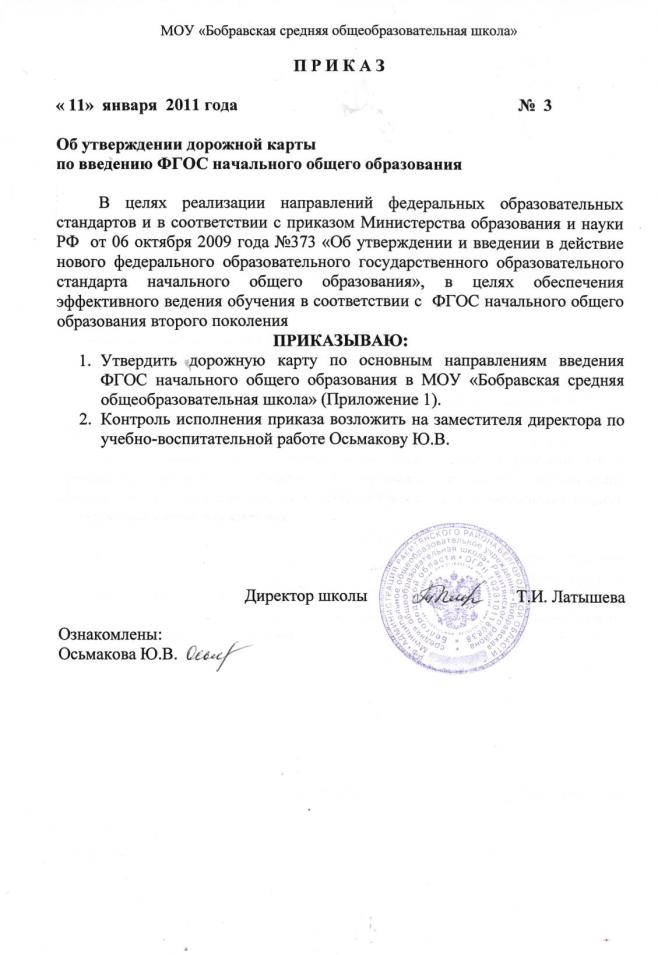 МОУ «Бобравская средняя общеобразовательная школа»
П Р И К А З
« 11»  января  2011 года № 3
Об утверждении дорожной карты
по введению ФГОС начального общего образования
В целях реализации направлений федеральных образовательных
стандартов и в соответствии с приказом Министерства образования и науки
РФ от 06 октября 2009 года №373 «Об утверждении и введении в действие
нового федерального образовательного государственного образовательного
стандарта начального общего образования», в целях обеспечения
эффективного ведения обучения в соответствии с ФГОС начального общего
образования второго поколения
ПРИКАЗЫВАЮ:
1. Утвердить дорожную карту по основным направлениям введения
ФГОС начального общего образования в МОУ «Бобравская средняя
общеобразовательная школа» (Приложение 1).
2. Контроль исполнения приказа возложить на заместителя директора по
учебно-воспитательной работе Осьмакову Ю.В.
Директор школы Т.И. Латышева
Ознакомлены:
Осьмакова Ю.В.